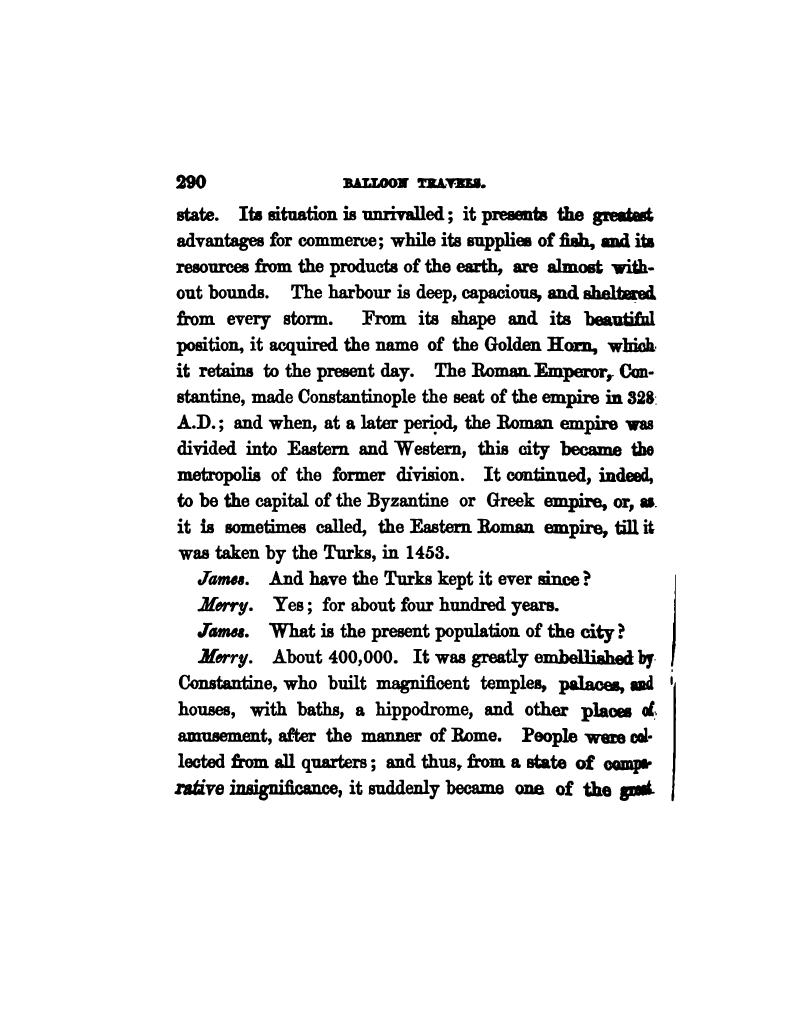 290 BALLOON TRAVELS.
state. Its situation is unrivalled; it presents the greatest
advantages for commerce; while its supplies of fish, and its
resources from the products of the earth, are almost with-
out bounds. The harbour is deep, capacious, and sheltered
from every storm. From its shape and its beautiful
position, it acquired the name of the Golden Horn, which
it retains to the present day. The Roman Emperor, Con-
stantine, made Constantinople the seat of the empire in 328
A.D.; and when, at a later period, the Roman empire was
divided into Eastern and Western, this city became the
metropolis of the former division. It continued, indeed,
to be the capital of the Byzantine or Greek empire, or, as
it is sometimes called, the Eastern Roman empire, till it
was taken by the Turks, in 1453.
James. And have the Turks kept it ever since?
Merry. Yes; for about four hundred years.
James. What is the present population of the city?
Merry. About 400,000. It was greatly embellished by
Constantine, who built magnificent temples, palaces, and
houses, with baths, a hippodrome, and other places of
amusement, after the manner of Rome. People were col-
lected from all quarters; and thus, from a state of compa-
rative insignificance, it suddenly became one of the great